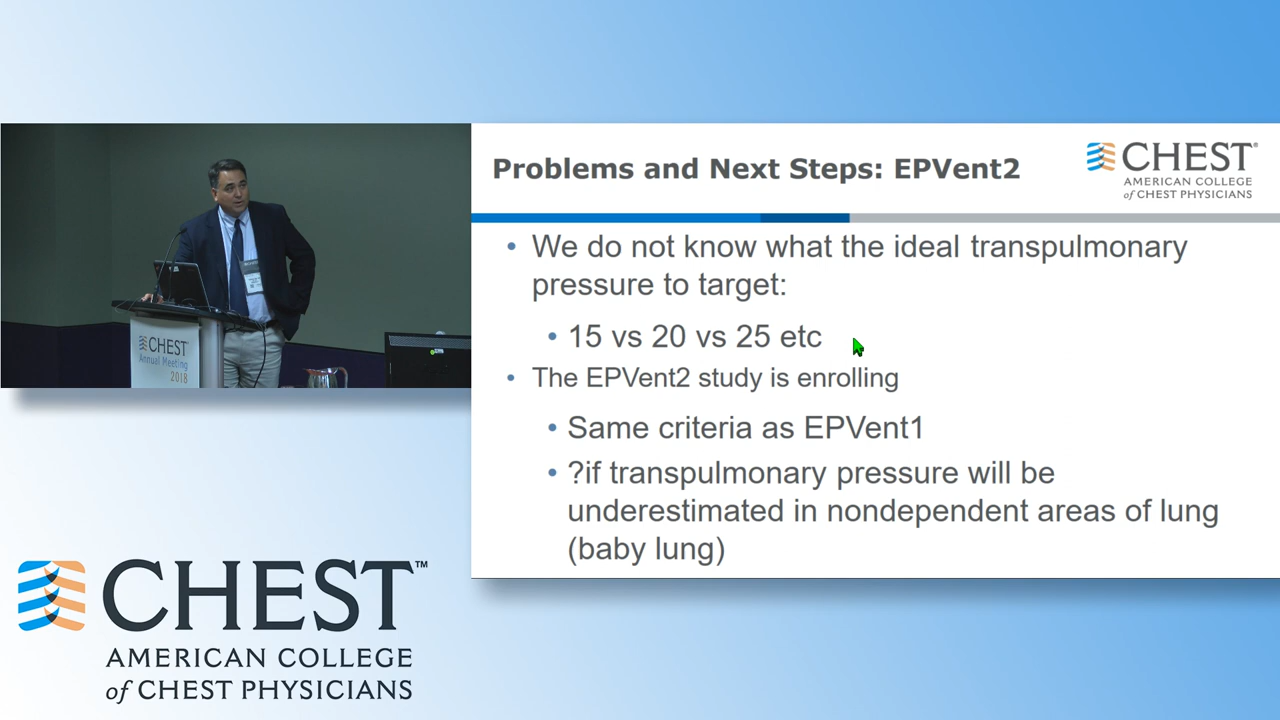 Problems and Next Steps: EPVent2
CHEST®
AMERICAN COLLEGE
of CHEST PHYSICIANS
• We do not know what the ideal transpulmonary
pressure to target:
• 15 vs 20 vs 25 etc
• The EPVent2 study is enrolling
• Same criteria as EPVent1
• ?if transpulmonary pressure will be
underestimated in nondependent areas of lung
(baby lung)
CHEST
Annual Meeting
2018
CHEST™
AMERICAN COLLEGE
of CHEST PHYSICIANS